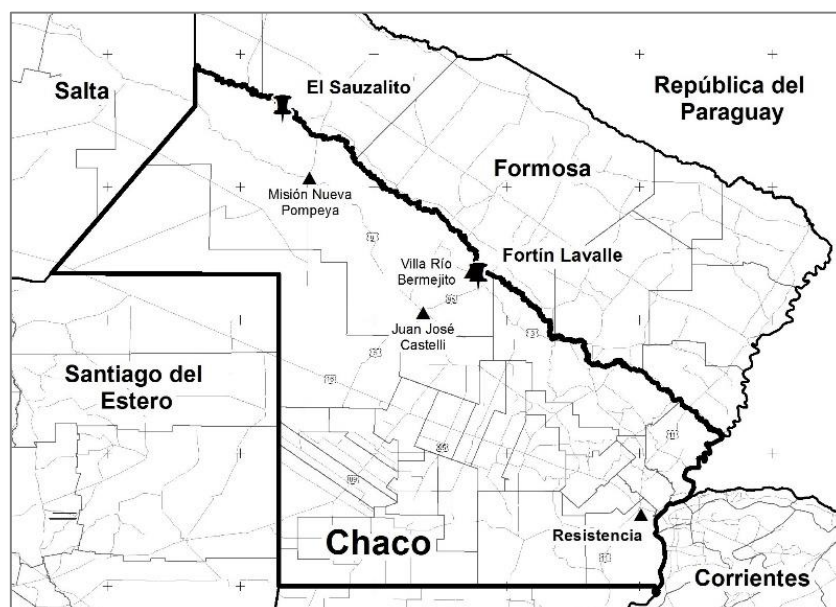 Salta
El Sauzalito
República del
Paraguay
Formosa
Misión Nueva
Pompeya
Villa Río
Bermejito
Fortín Lavalle
Juan José
Castelli
Santiago del
Estero
Resistencia
Chaco
Corrientes